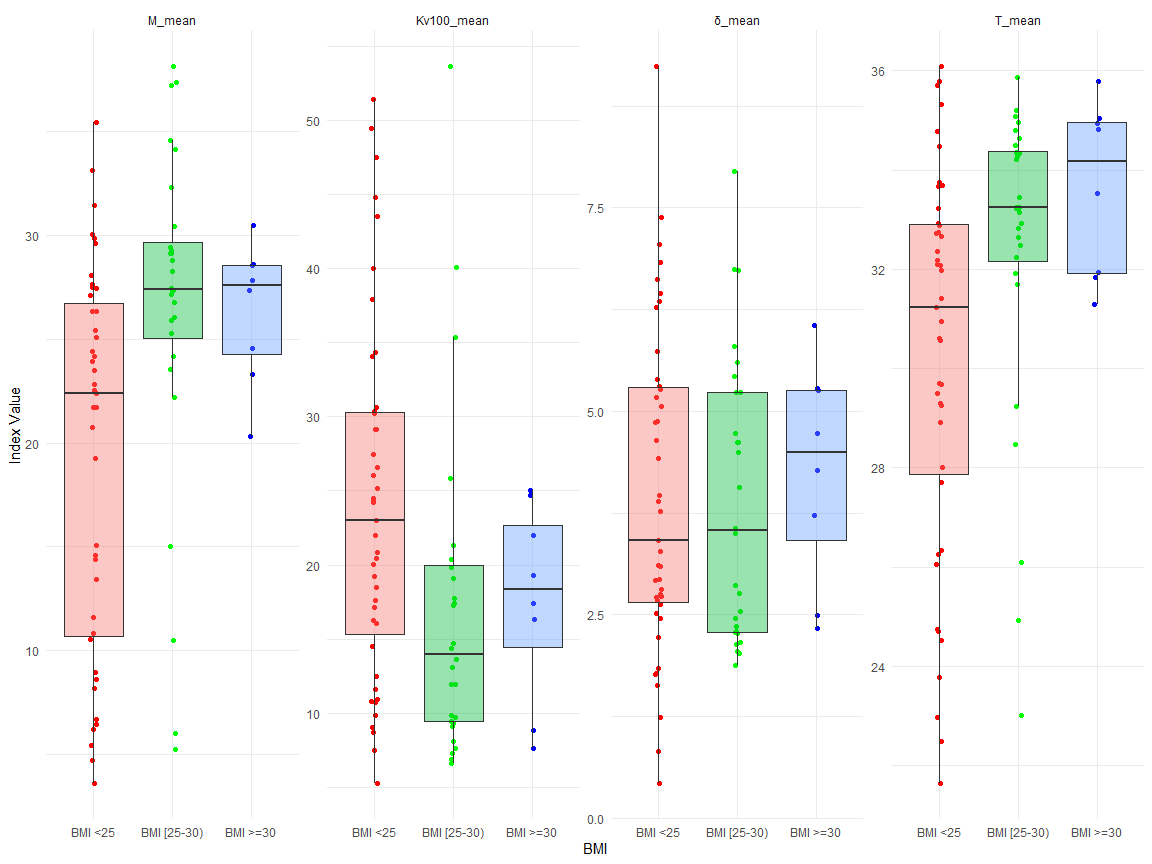 M_mean
Kv100_mean
δ_mean
T_mean
Index Value
30
20
10
50
40
30
20
10
7.5
5.0
2.5
0.0
36
32
28
24
BMI <25
BMI [25-30)
BMI >=30
BMI <25
BMI [25-30)
BMI >=30
BMI <25
BMI [25-30)
BMI >=30
BMI <25
BMI [25-30)
BMI >=30
BMI